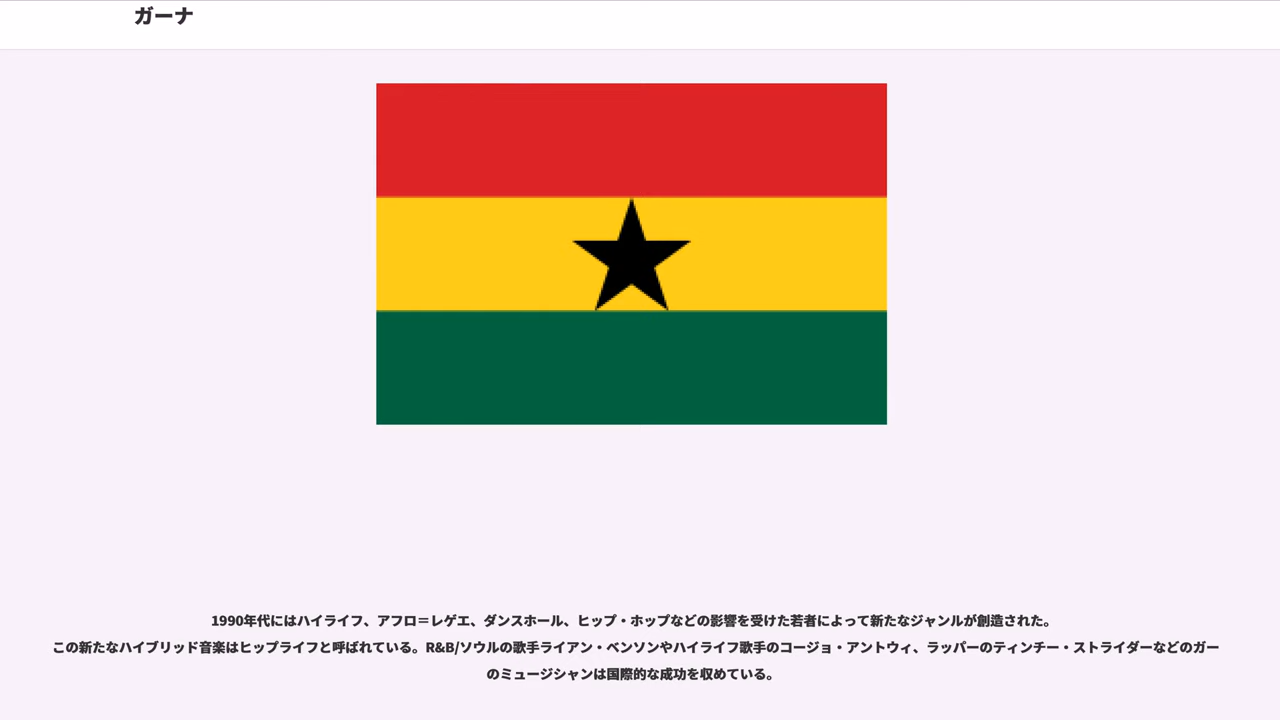 ガーナ
1990年代にはハイライフ、アフロ＝レゲエ、ダンスホール、ヒップ・ホップなどの影響を受けた若者によって新たなジャンルが創造された。
この新たなハイブリッド音楽はヒップライフと呼ばれている。R&B/ソウルの歌手ライアン・ベンソンやハイライフ歌手のコージョ・アントウィ、ラッパーのティンチー・ストライダーなどのガー
のミュージシャンは国際的な成功を収めている。